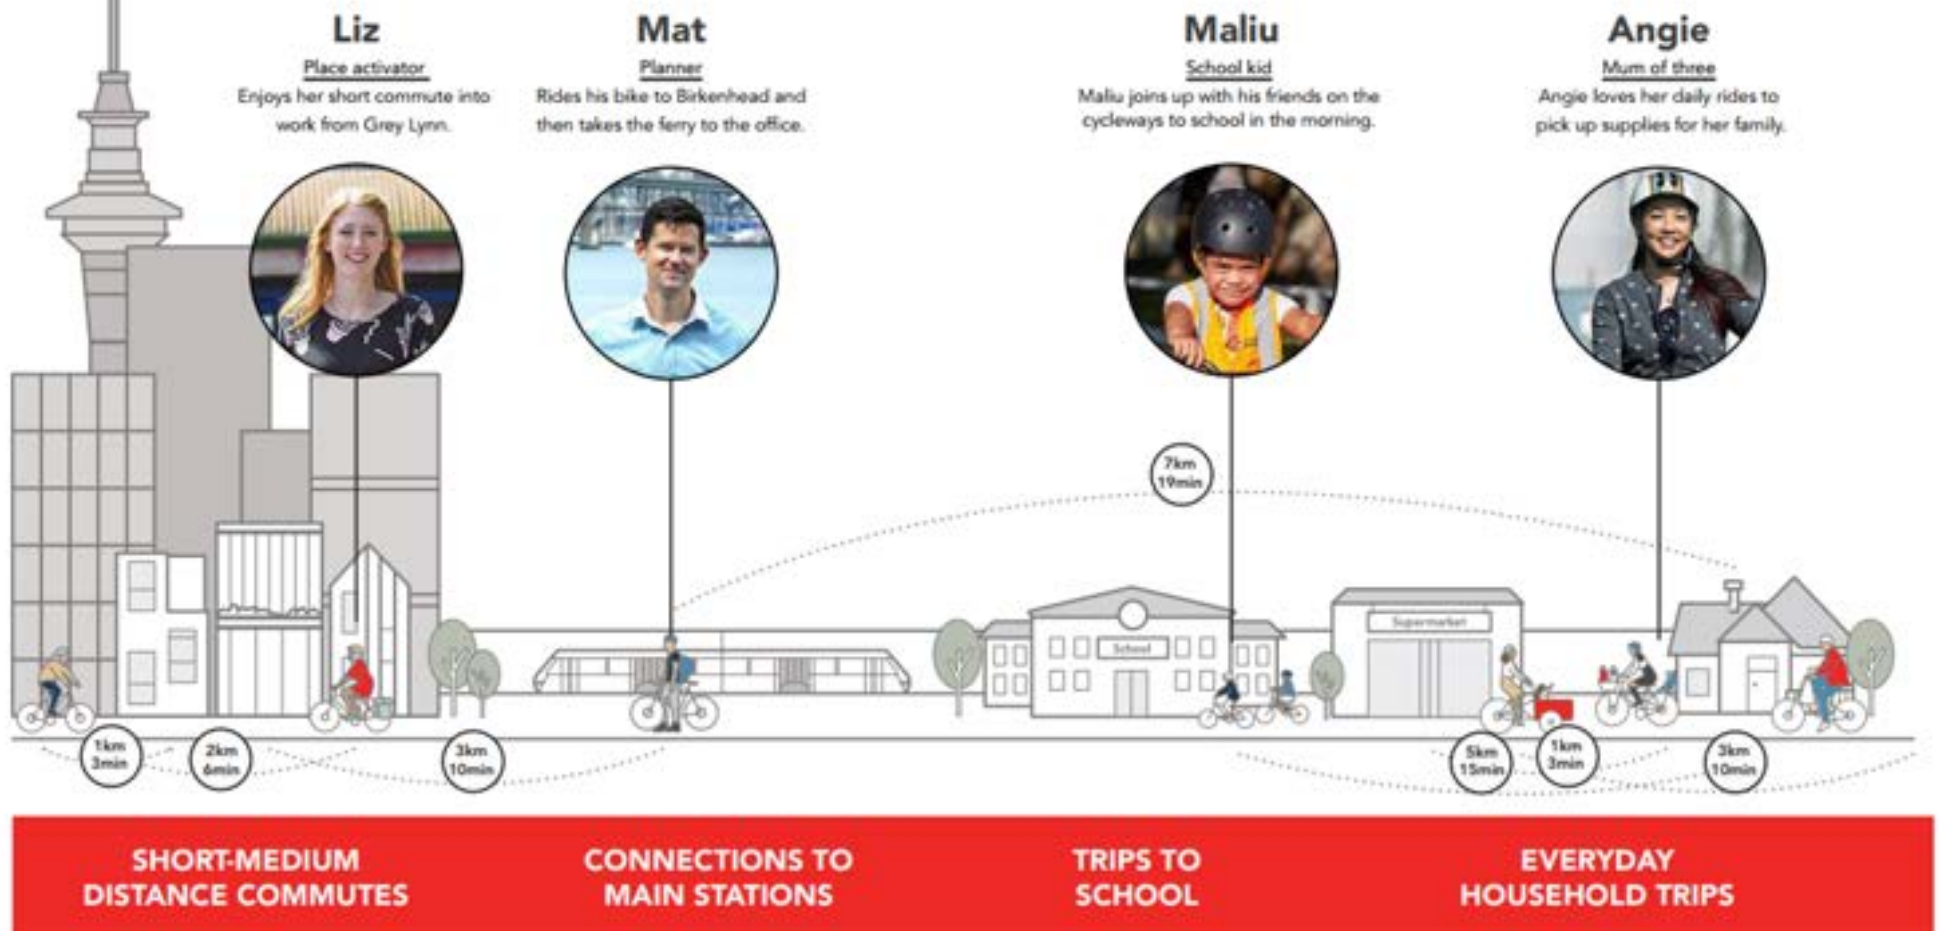 Liz
Place activator
Enjoys her short commute into
work from Grey Lynn.
Mat
Planner
Rides his bike to Birkenhead and
then takes the ferry to the office.
Maliu
School kid
Maliu joins up with his friends on the
cycleways to school in the morning.
Angie
Mum of three
Angie loves her daily rides to
pick up supplies for her family.
7km
19min
School
Supermarket
1km
3min
2km
6min
3km
10min
5km
15min
1km
3min
3km
10min
SHORT-MEDIUM
DISTANCE COMMUTES
CONNECTIONS TO
MAIN STATIONS
TRIPS TO
SCHOOL
EVERYDAY
HOUSEHOLD TRIPS